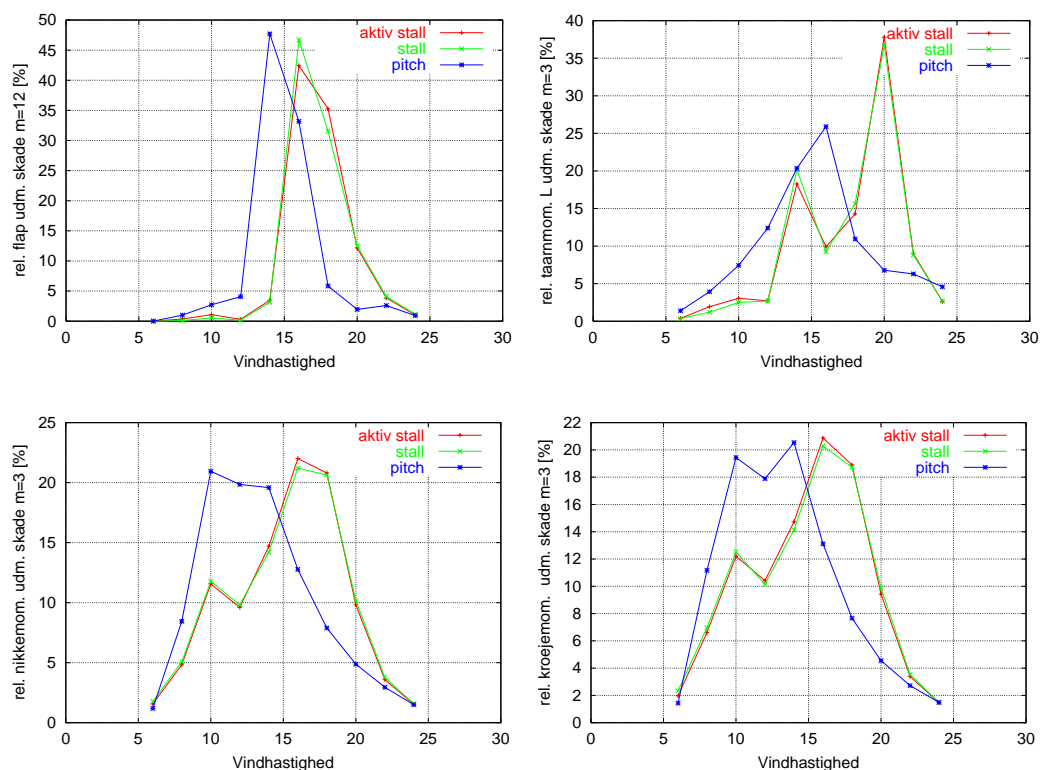 rel. flap udm. skade m=12 [%]
50
45
40
35
30
25
20
15
10
5
0
aktiv stall
stall
pitch
0 5 10 15 20 25 30
Vindhastighed
rel. taarnmom. L udm. skade m=3 [%]
40
35
30
25
20
15
10
5
0
aktiv stall
stall
pitch
0 5 10 15 20 25 30
Vindhastighed
rel. nikkemom. udm. skade m=3 [%]
25
20
15
10
5
0
aktiv stall
stall
pitch
0 5 10 15 20 25 30
Vindhastighed
rel. kroejemom. udm. skade m=3 [%]
22
20
18
16
14
12
10
8
6
4
2
0
aktiv stall
stall
pitch
0 5 10 15 20 25 30
Vindhastighed